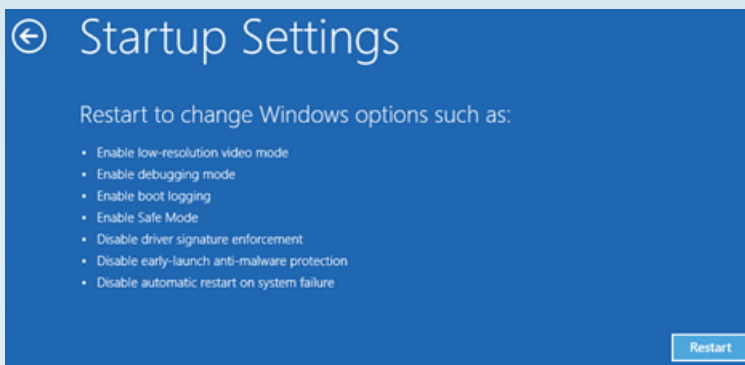 Startup Settings
Restart to change Windows options such as:
• Enable low-resolution video mode
• Enable debugging mode
• Enable boot logging
• Enable Safe Mode
• Disable driver signature enforcement
• Disable early-launch anti-malware protection
• Disable automatic restart on system failure
Restart